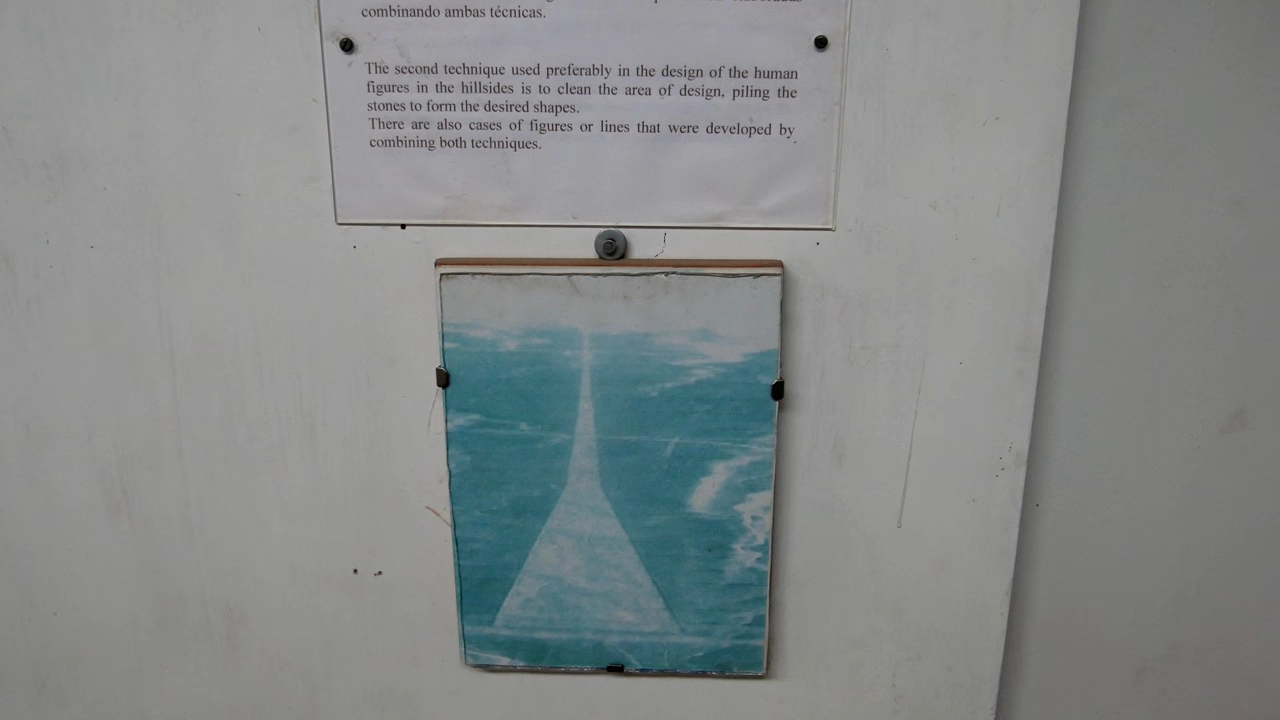 combinando ambas técnicas.
The second technique used preferably in the design of the human
figures in the hillsides is to clean the area of design, piling the
stones to form the desired shapes.
There are also cases of figures or lines that were developed by
combining both techniques.